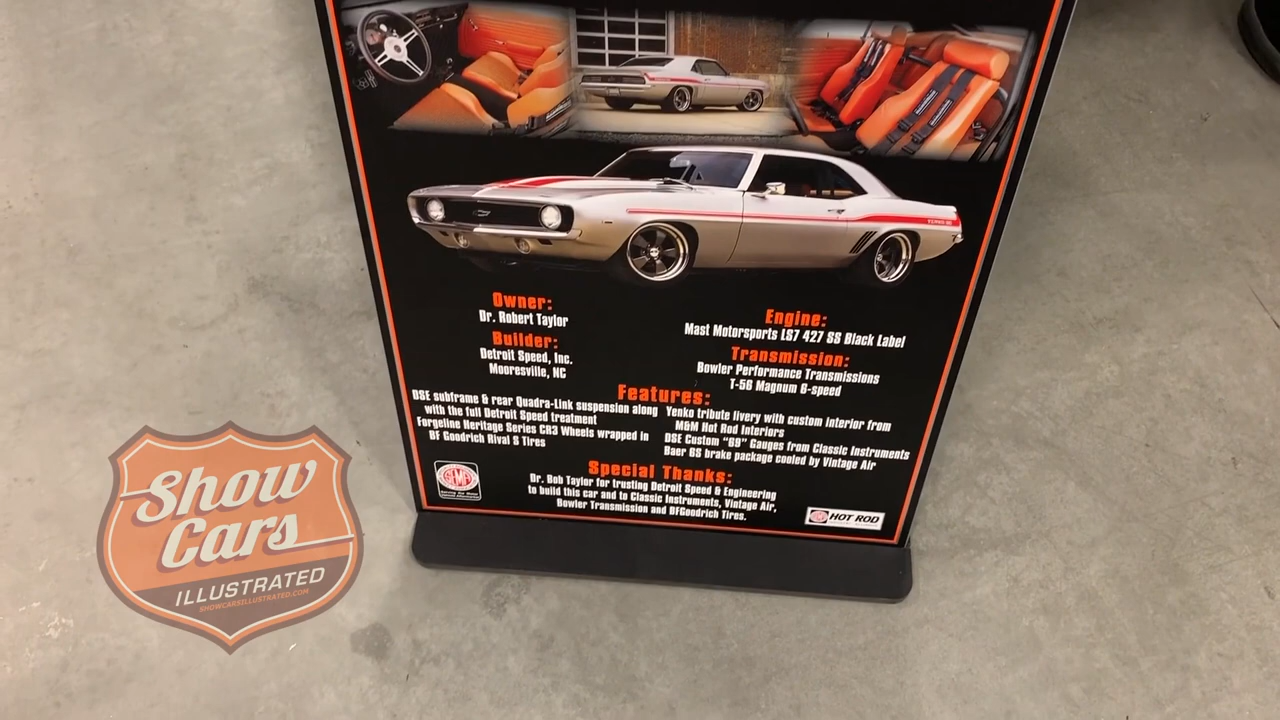 Owner:
Dr. Robert Taylor
Builder:
Detroit Speed, Inc.
Mooresville, NC
Engine:
Mast Motorsports LS7 427 SS Black Label
Transmission:
Bowler Performance Transmissions
T-56 Magnum 6-speed
Features:
DSE subframe & rear Quadra-Link suspension along
with the full Detroit Speed treatment
Forgeline Heritage Series CR3 Wheels wrapped in
BF Goodrich Rival S Tires
Yenko tribute livery with custom interior from
M&M Hot Rod Interiors
DSE Custom "69" Gauges from Classic Instruments
Baer 6S brake package cooled by Vintage Air
Special Thanks:
Dr. Bob Taylor for trusting Detroit Speed & Engineering
to build this car and to Classic Instruments, Vintage Air,
Bowler Transmission and BFGoodrich Tires.
SEMA
HOT ROD
Show
Cars
ILLUSTRATED
SHOWCARSILLUSTRATED.COM